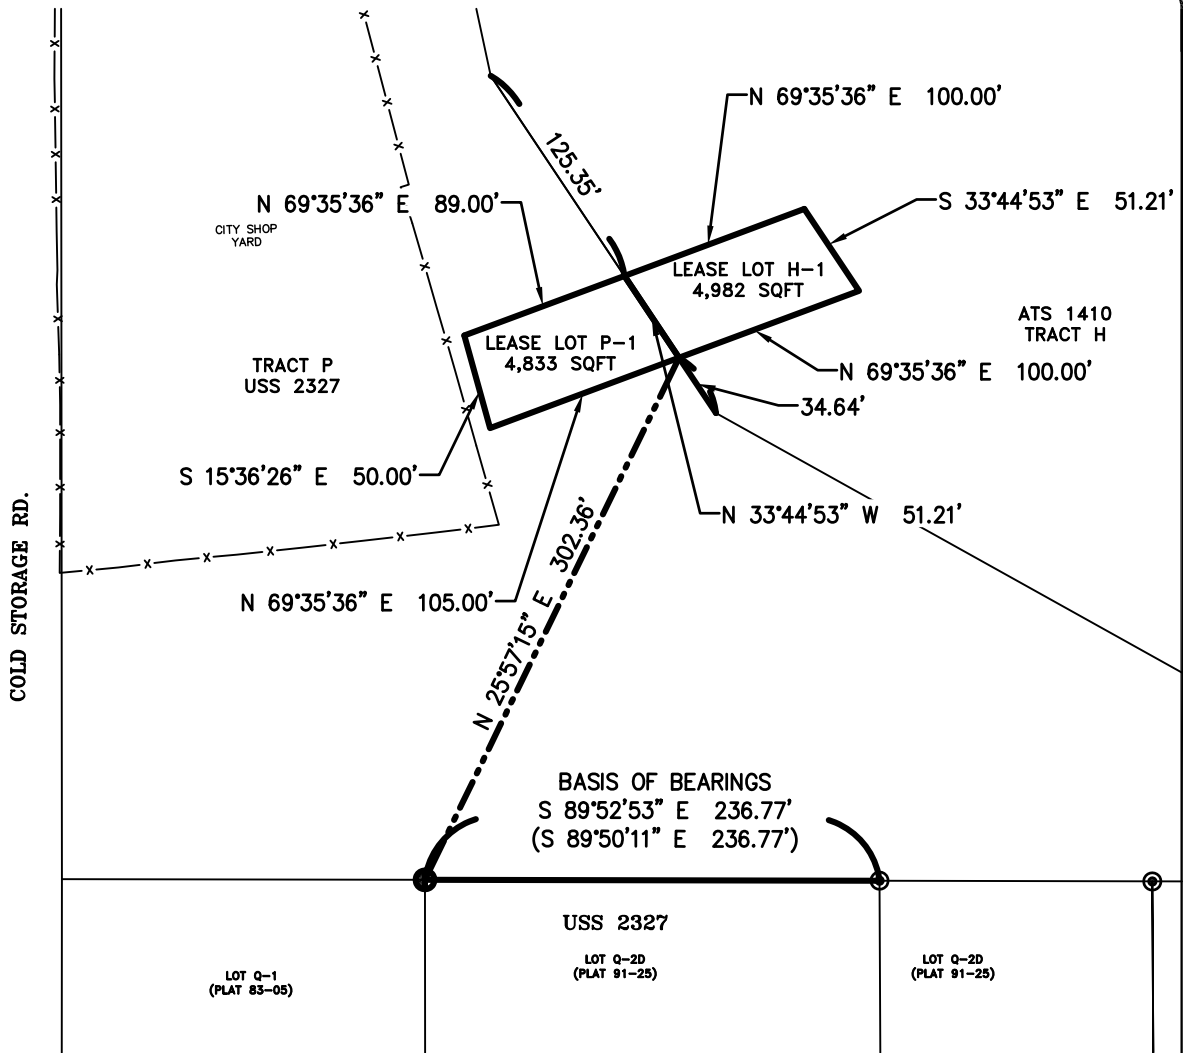 N 69°35'36" E 100.00'
125.35'
N 69°35'36" E 89.00'
S 33°44'53" E 51.21'
CITY SHOP
YARD
LEASE LOT H-1
4,982 SQFT
ATS 1410
TRACT H
LEASE LOT P-1
4,833 SQFT
TRACT P
USS 2327
N 69°35'36" E 100.00'
34.64'
S 15°36'26" E 50.00'
N 33°44'53" W 51.21'
COLD STORAGE RD.
N 69°35'36" E 105.00'
N 25°57'15" E 302.36'
BASIS OF BEARINGS
S 89°52'53" E 236.77'
(S 89°50'11" E 236.77')
USS 2327
LOT Q-1
(PLAT 83-05)
LOT Q-2D
(PLAT 91-25)
LOT Q-2D
(PLAT 91-25)